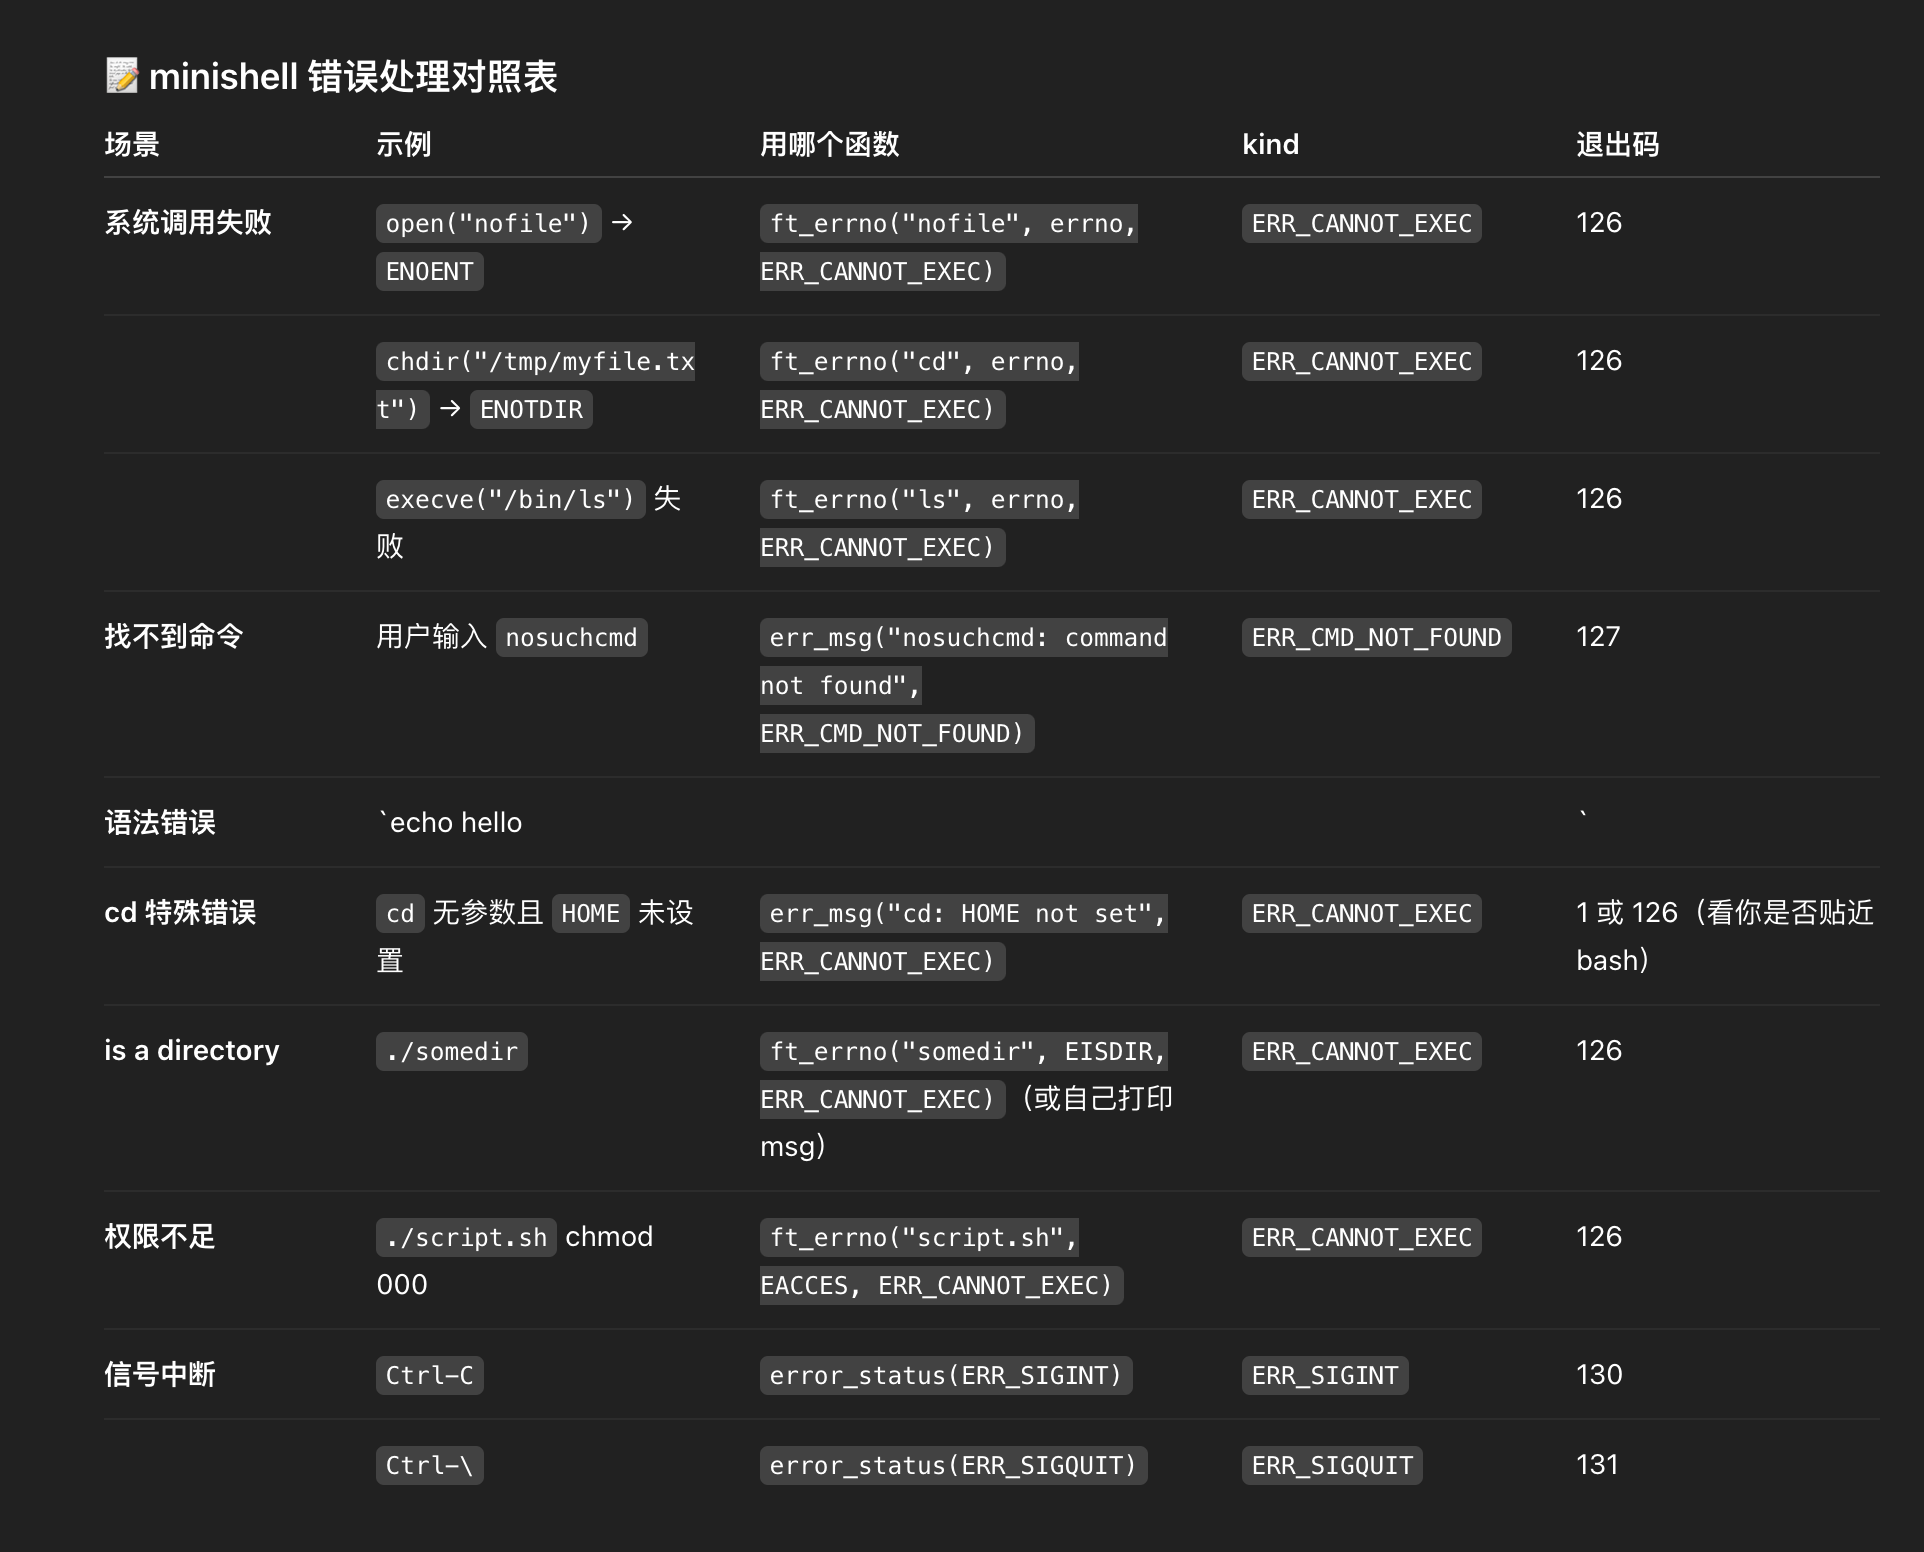 📝 minishell 错误处理对照表
场景 示例 用哪个函数 kind 退出码
系统调用失败 open("nofile") → ft_errno("nofile", errno, ERR_CANNOT_EXEC 126
ENOENT ERR_CANNOT_EXEC)
chdir("/tmp/myfile.tx ft_errno("cd", errno, ERR_CANNOT_EXEC 126
t") → ENOTDIR ERR_CANNOT_EXEC)
execve("/bin/ls") 失 ft_errno("ls", errno, ERR_CANNOT_EXEC 126
败 ERR_CANNOT_EXEC)
找不到命令 用户输入 nosuchcmd err_msg("nosuchcmd: command ERR_CMD_NOT_FOUND 127
not found",
ERR_CMD_NOT_FOUND)
语法错误 `echo hello `
cd 特殊错误 cd 无参数且 HOME 未设 err_msg("cd: HOME not set", ERR_CANNOT_EXEC 1 或 126（看你是否贴近
置 ERR_CANNOT_EXEC) bash）
is a directory ./somedir ft_errno("somedir", EISDIR, ERR_CANNOT_EXEC 126
ERR_CANNOT_EXEC)（或自己打印
msg）
权限不足 ./script.sh chmod ft_errno("script.sh", ERR_CANNOT_EXEC 126
000 EACCES, ERR_CANNOT_EXEC)
信号中断 Ctrl-C error_status(ERR_SIGINT) ERR_SIGINT 130
Ctrl-\ error_status(ERR_SIGQUIT) ERR_SIGQUIT 131